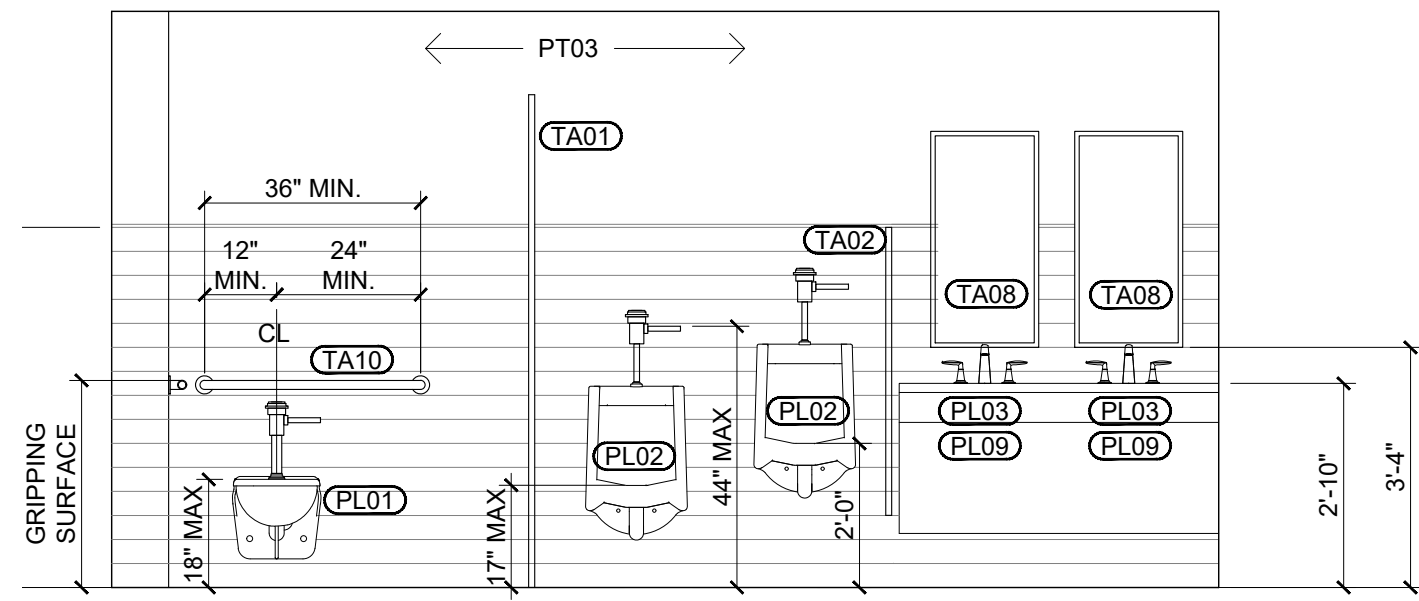 PT03
TA01
36" MIN.
12"
MIN.
24"
MIN.
TA02
TA08
TA08
CL
TA10
PL03
PL03
PL02
PL09
PL09
PL02
PL01
GRIPPING
SURFACE
18" MAX
17" MAX
44" MAX
2'-0"
2'-10"
3'-4"